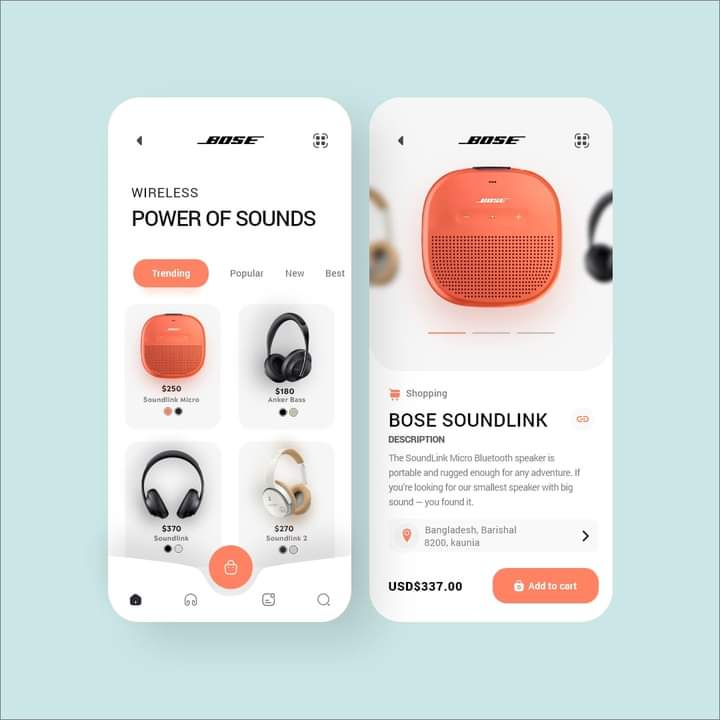 BOSE
WIRELESS
POWER OF SOUNDS
Trending Popular New Best
BOSE
$250
Soundlink Micro
$180
Anker Bass
$370
Soundlink
$270
Soundlink 2
BOSE
BOSE
Shopping
BOSE SOUNDLINK
DESCRIPTION
The SoundLink Micro Bluetooth speaker is
portable and rugged enough for any adventure. If
you're looking for our smallest speaker with big
sound — you found it.
Bangladesh, Barishal
8200, kaunia
USD$337.00
Add to cart